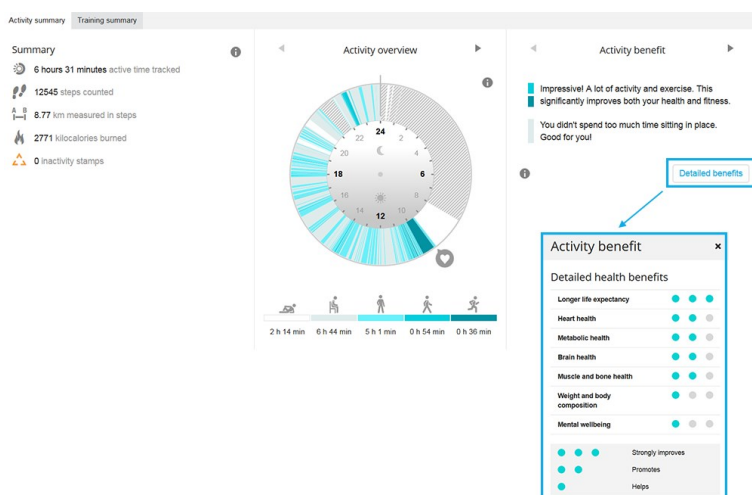 Activity summary
Training summary
Summary
6 hours 31 minutes active time tracked
12545 steps counted
A B
8.77 km measured in steps
2771 kilocalories burned
0 inactivity stamps
Activity overview
24
22
2
20
4
18
6
16
8
14
10
12
2 h 14 min
6 h 44 min
5 h 1 min
0 h 54 min
0 h 36 min
Activity benefit
Impressive! A lot of activity and exercise. This
significantly improves both your health and fitness.
You didn't spend too much time sitting in place.
Good for you!
Detailed benefits
Activity benefit
×
Detailed health benefits
Longer life expectancy
Heart health
Metabolic health
Brain health
Muscle and bone health
Weight and body
composition
Mental wellbeing
Strongly improves
Promotes
Helps